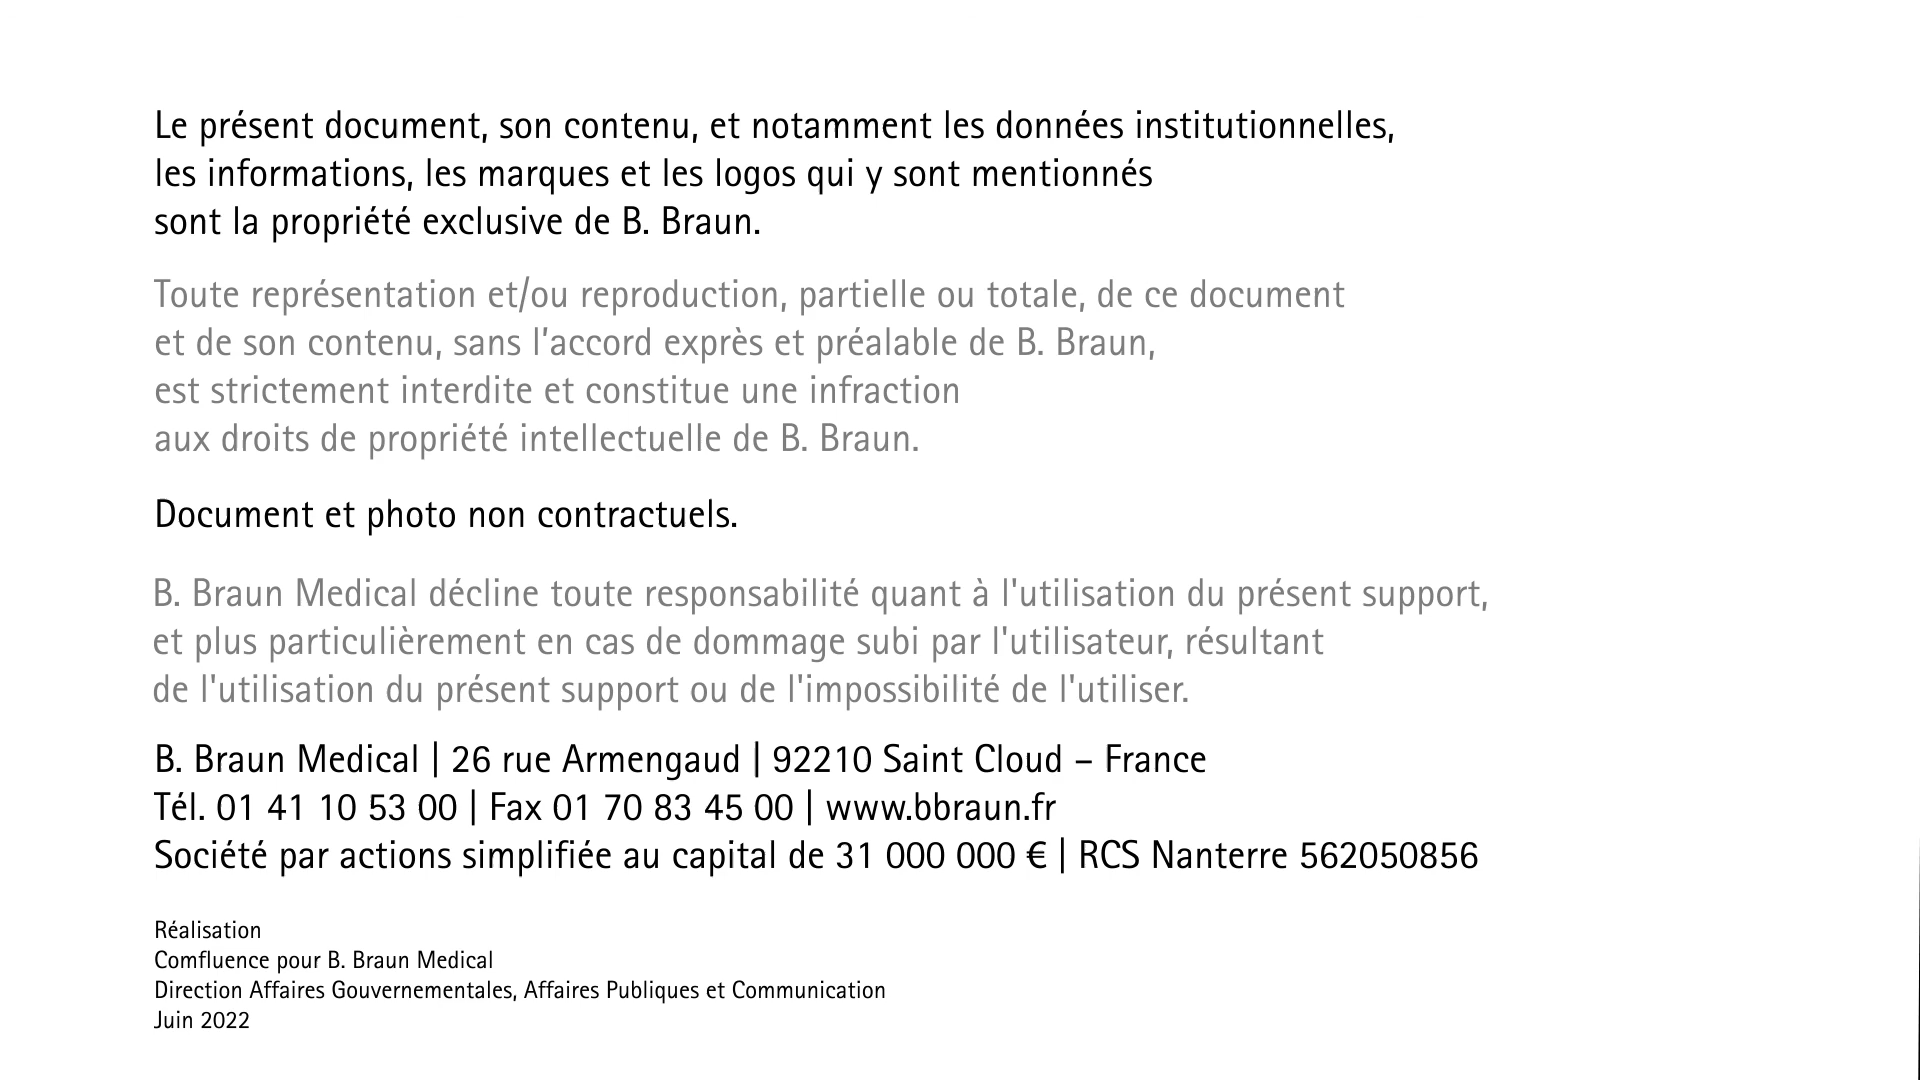 Le présent document, son contenu, et notamment les données institutionnelles,
les informations, les marques et les logos qui y sont mentionnés
sont la propriété exclusive de B. Braun.
Toute représentation et/ou reproduction, partielle ou totale, de ce document
et de son contenu, sans l’accord exprès et préalable de B. Braun,
est strictement interdite et constitue une infraction
aux droits de propriété intellectuelle de B. Braun.
Document et photo non contractuels.
B. Braun Medical décline toute responsabilité quant à l'utilisation du présent support,
et plus particulièrement en cas de dommage subi par l'utilisateur, résultant
de l'utilisation du présent support ou de l'impossibilité de l'utiliser.
B. Braun Medical | 26 rue Armengaud | 92210 Saint Cloud – France
Tél. 01 41 10 53 00 | Fax 01 70 83 45 00 | www.bbraun.fr
Société par actions simplifiée au capital de 31 000 000 € | RCS Nanterre 562050856
Réalisation
Comfluence pour B. Braun Medical
Direction Affaires Gouvernementales, Affaires Publiques et Communication
Juin 2022